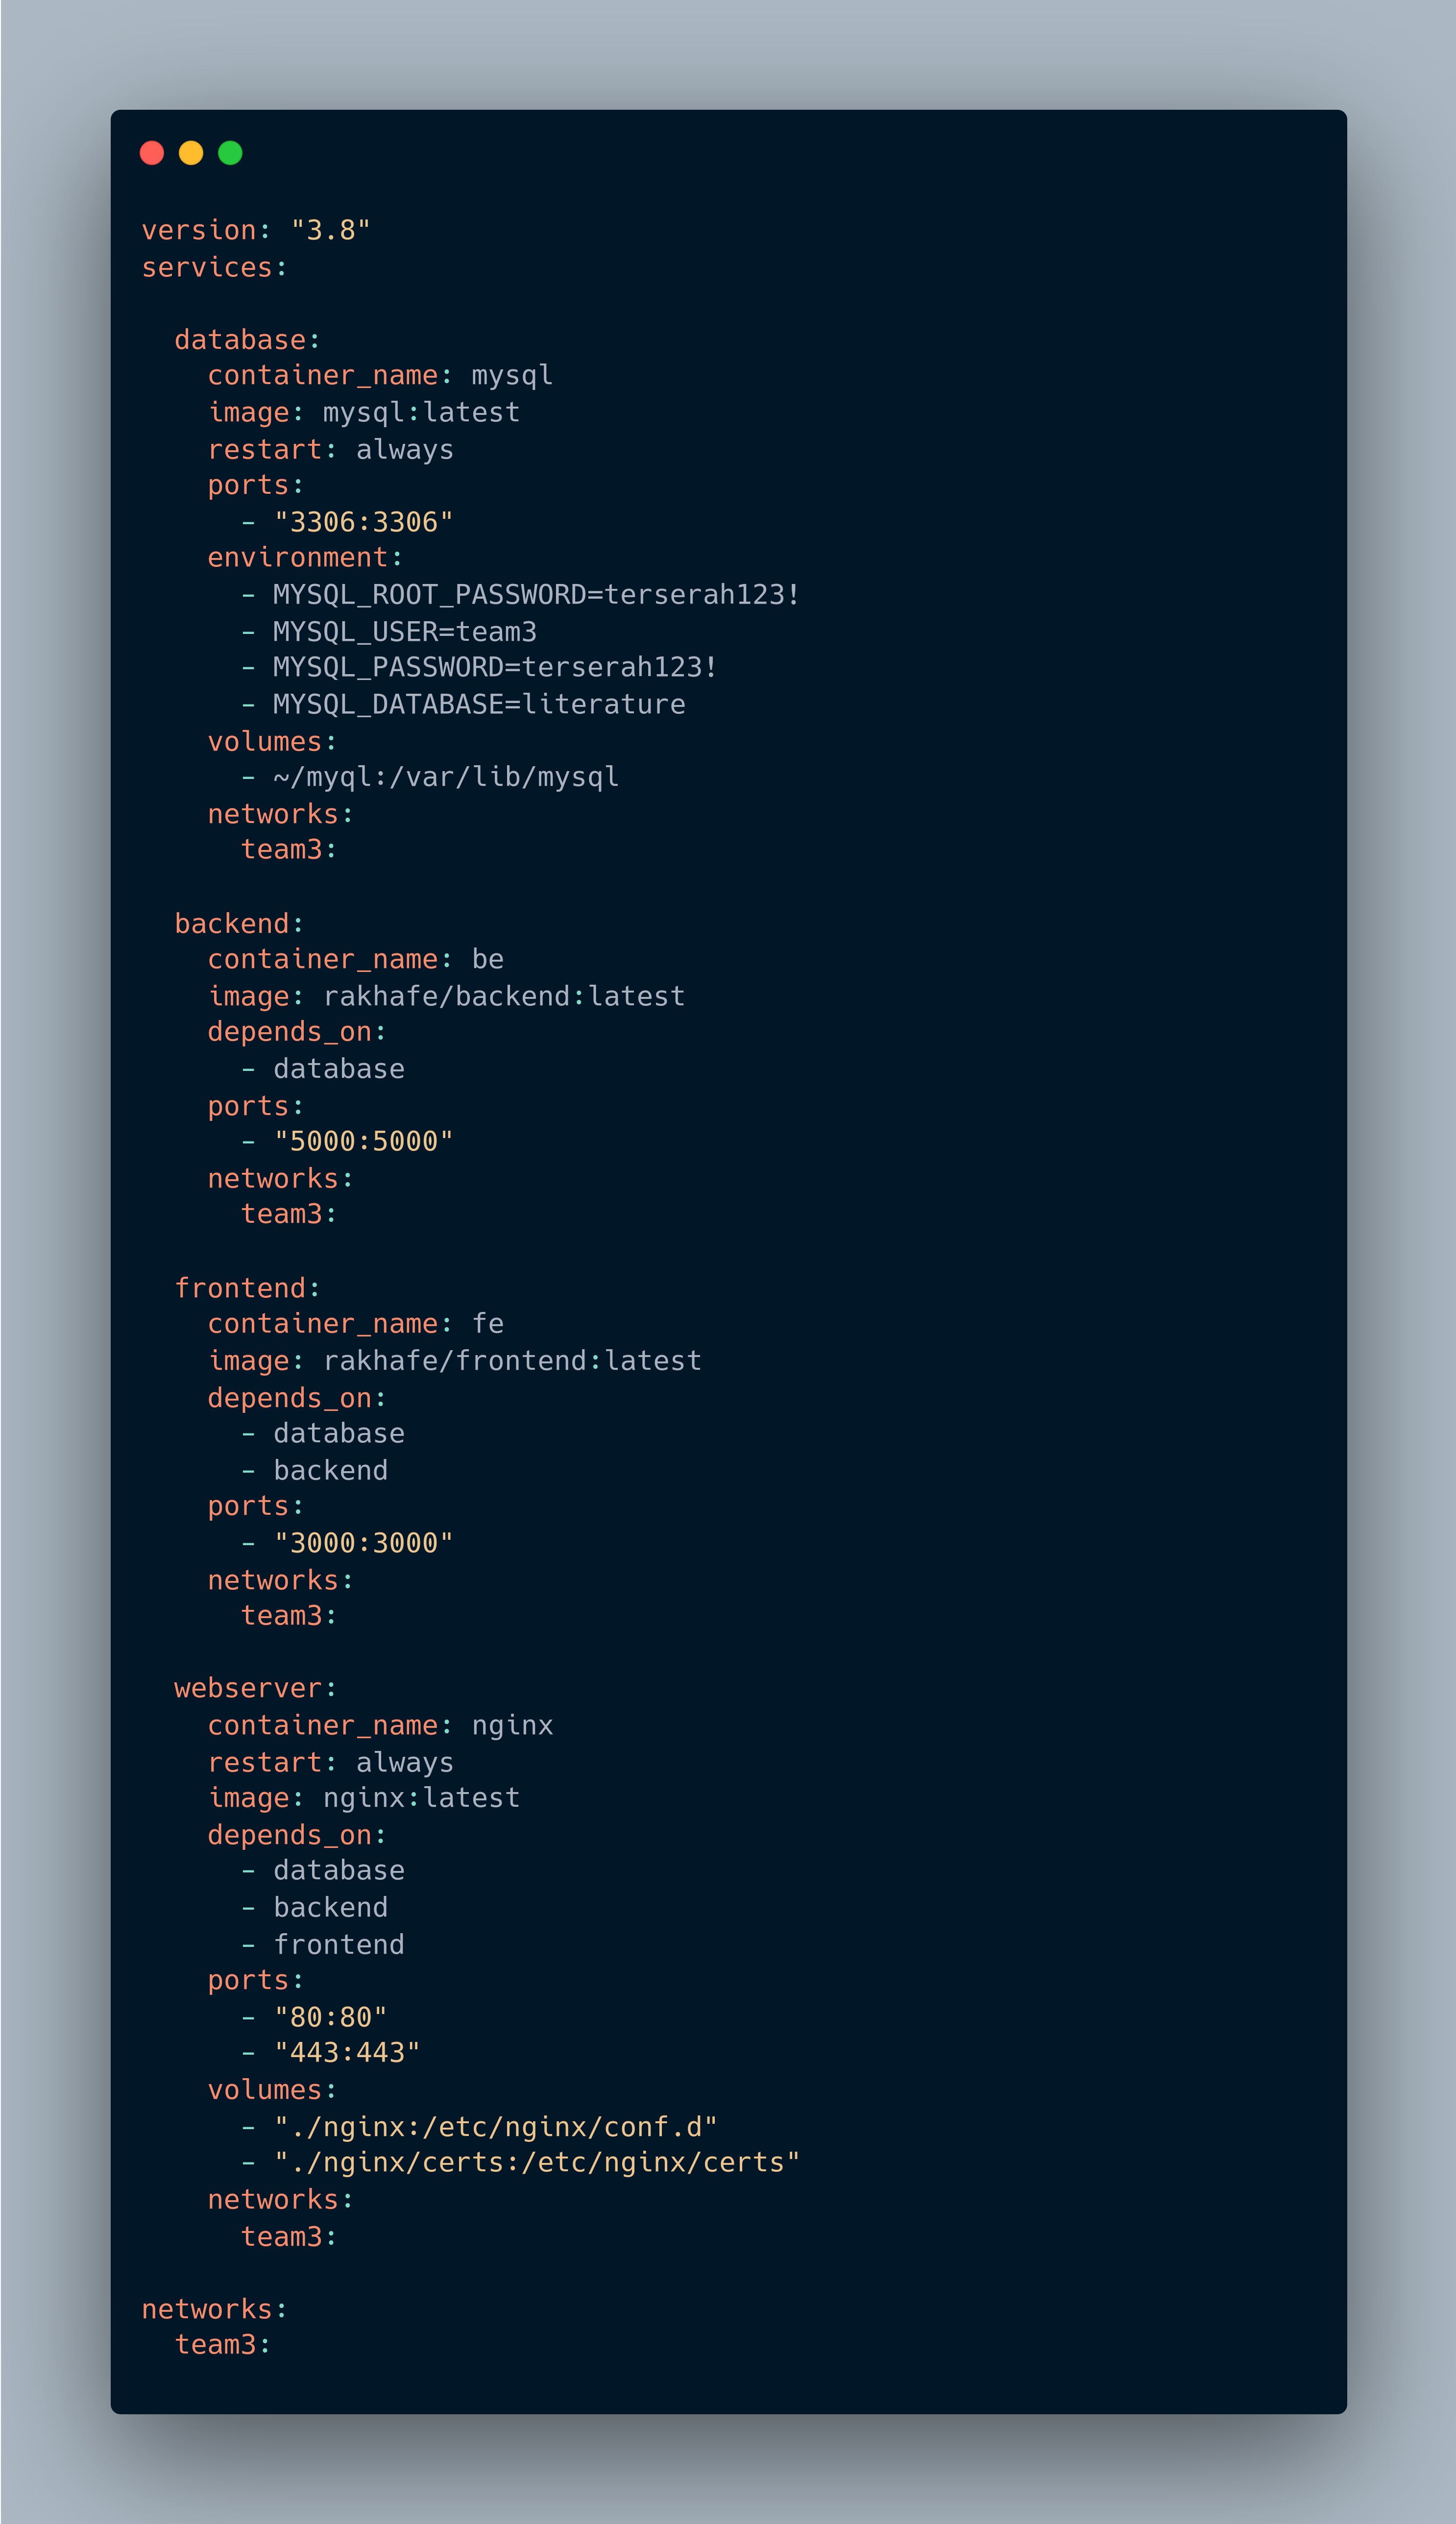 version: "3.8"
services:

  database:
    container_name: mysql
    image: mysql:latest
    restart: always
    ports:
      - "3306:3306"
    environment:
      - MYSQL_ROOT_PASSWORD=terserah123!
      - MYSQL_USER=team3
      - MYSQL_PASSWORD=terserah123!
      - MYSQL_DATABASE=literature
    volumes:
      - ~/myql:/var/lib/mysql
    networks:
      team3:

  backend:
    container_name: be
    image: rakhafe/backend:latest
    depends_on:
      - database
    ports:
      - "5000:5000"
    networks:
      team3:

  frontend:
    container_name: fe
    image: rakhafe/frontend:latest
    depends_on:
      - database
      - backend
    ports:
      - "3000:3000"
    networks:
      team3:

  webserver:
    container_name: nginx
    restart: always
    image: nginx:latest
    depends_on:
      - database
      - backend
      - frontend
    ports:
      - "80:80"
      - "443:443"
    volumes:
      - "./nginx:/etc/nginx/conf.d"
      - "./nginx/certs:/etc/nginx/certs"
    networks:
      team3:

networks:
  team3: